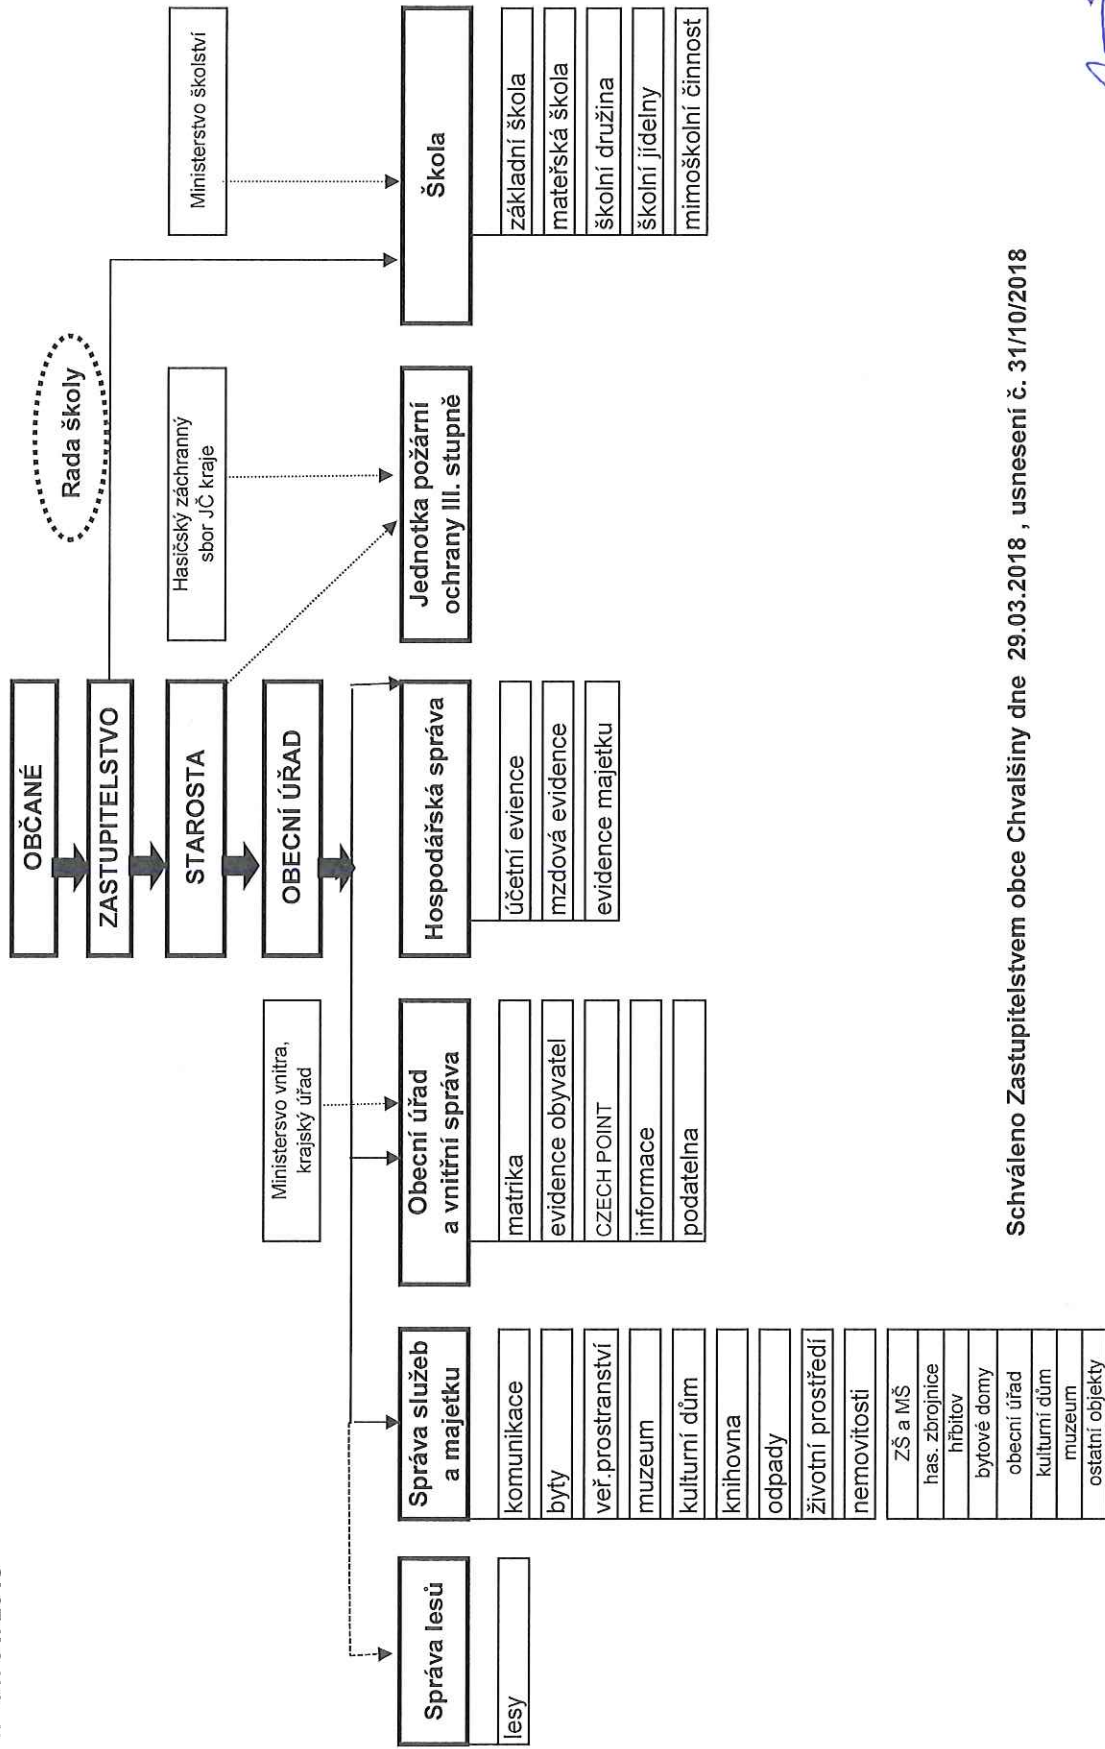 OBČANÉ
ZASTUPITELSTVO
Rada školy
STAROSTA
Hasičský záchranný
sbor JČ kraje
Ministerstvo školství
OBECNÍ ÚŘAD
Ministersvo vnitra,
krajský úřad
Správa lesů
lesy
Správa služeb
a majetku
komunikace
byty
veř.prostranství
muzeum
kulturní dům
knihovna
odpady
životní prostředí
nemovitosti
ZŠ a MŠ
has. zbrojnice
hřbitov
bytové domy
obecní úřad
kulturní dům
muzeum
ostatní objekty
Obecní úřad
a vnitřní správa
matrika
evidence obyvatel
CZECH POINT
informace
podatelna
Hospodářská správa
účetní evience
mzdová evidence
evidence majetku
Jednotka požární
ochrany III. stupně
Škola
základní škola
mateřská škola
školní družina
školní jídelny
mimoškolní činnost
Schváleno Zastupitelstvem obce Chvalšiny dne 29.03.2018 , usnesení č. 31/10/2018